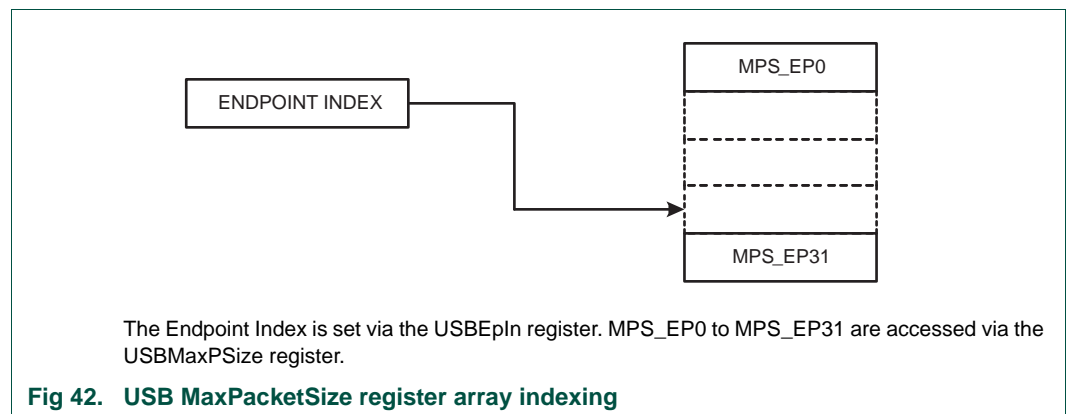 MPS_EP0
ENDPOINT INDEX
MPS_EP31
The Endpoint Index is set via the USBEpIn register. MPS_EP0 to MPS_EP31 are accessed via the
USBMaxPSize register.
Fig 42. USB MaxPacketSize register array indexing